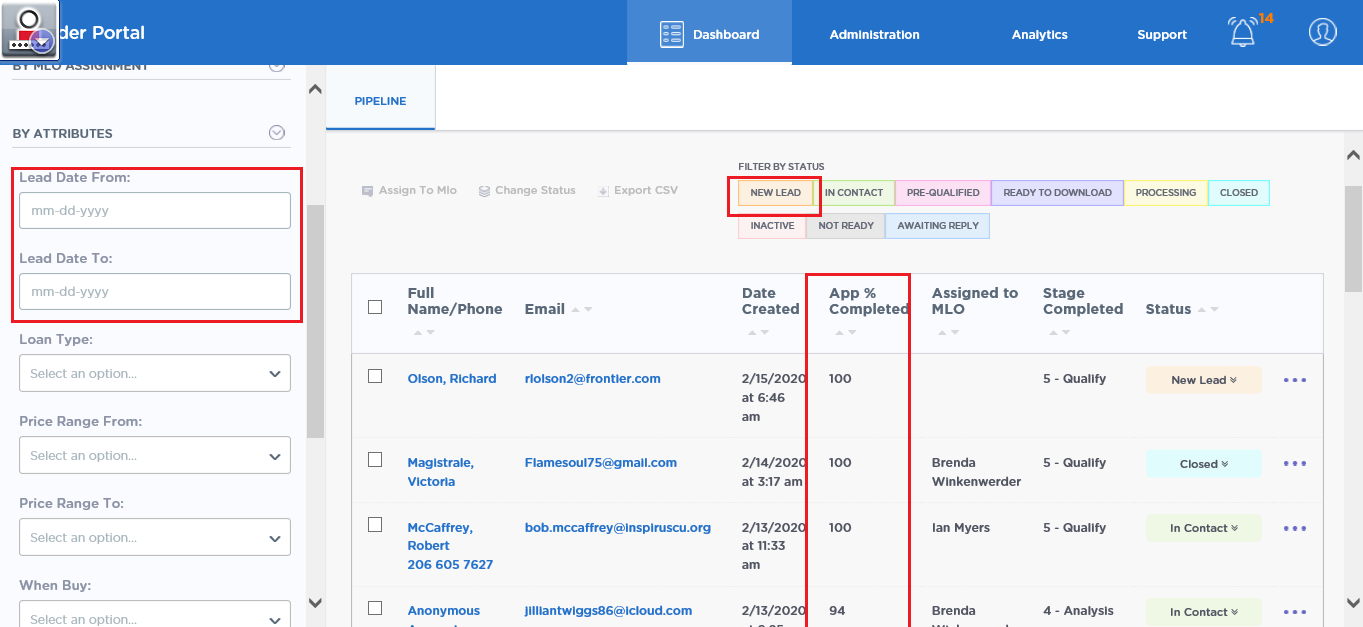 der Portal
Dashboard
Administration
Analytics
Support
14
BY MLO ASSIGNMENT
BY ATTRIBUTES
Lead Date From:
mm-dd-yyyy
Lead Date To:
mm-dd-yyyy
Loan Type:
Select an option...
Price Range From:
Select an option...
Price Range To:
Select an option...
When Buy:
Select an option...
PIPELINE
Assign To Mlo
Change Status
Export CSV
FILTER BY STATUS
NEW LEAD
IN CONTACT
PRE-QUALIFIED
READY TO DOWNLOAD
PROCESSING
CLOSED
INACTIVE
NOT READY
AWAITING REPLY
Full
Name/Phone
Email
Date
Created
App %
Completed
Assigned to
MLO
Stage
Completed
Status
Olson, Richard
rlolson2@frontier.com
2/15/2020
at 6:46
am
100
5 - Qualify
New Lead
Magistrale,
Victoria
Flamesoul75@gmail.com
2/14/2020
at 3:17 am
100
Brenda
Winkenwerder
5 - Qualify
Closed
McCaffrey,
Robert
206 605 7627
bob.mccaffrey@inspiruscu.org
2/13/2020
at 11:33
am
100
Ian Myers
5 - Qualify
In Contact
Anonymous
jilliantwiggs86@icloud.com
2/13/2020
94
Brenda
4 - Analysis
In Contact